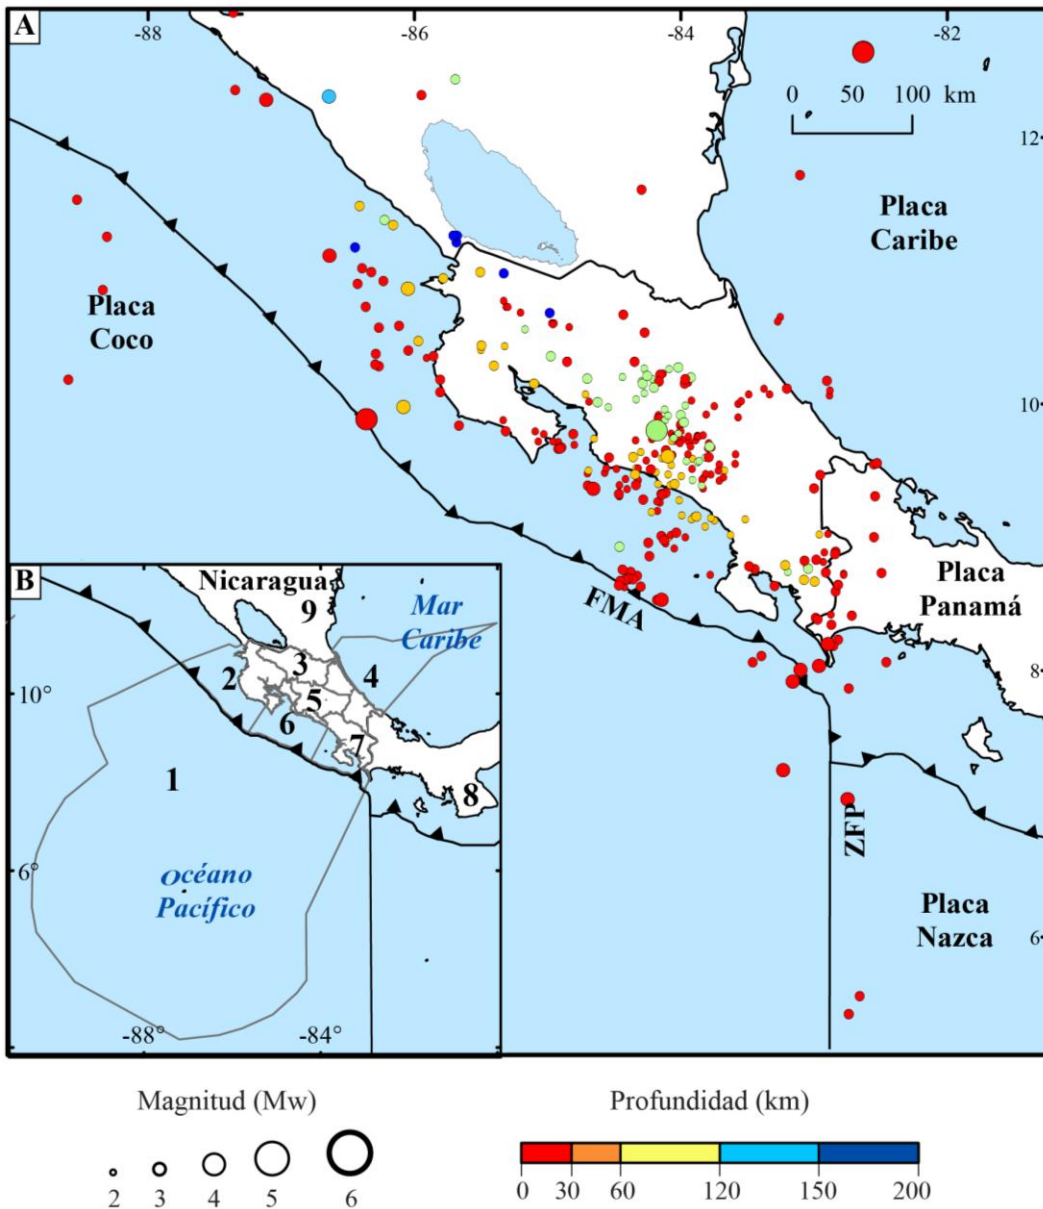 A
-88
-86
-84
-82
0 50 100 km
12
Placa
Caribe
Placa
Coco
10
Placa
Panamá
FMA
8
ZFP
Placa
Nazca
6
B
Nicaragua
9
Mar
Caribe
10°
2
3
4
5
6
7
1
8
6°
Océano
Pacífico
-88°
-84°
Magnitud (Mw)
2 3 4 5 6
Profundidad (km)
0 30 60 120 150 200